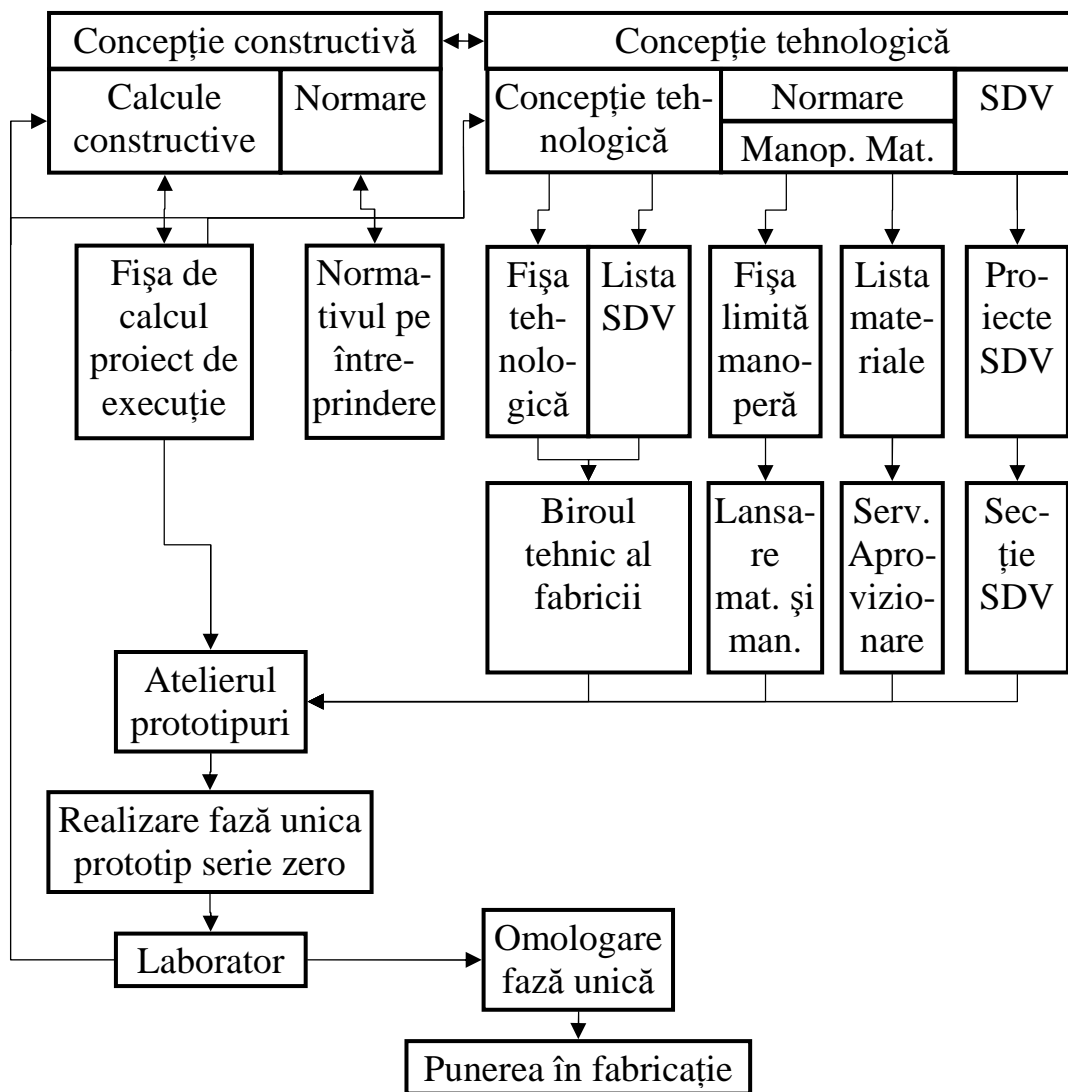 Concepție constructivă
Concepție tehnologică
Calcule
constructive
Normare
Concepție teh-
nologică
Normare
Manop. Mat.
SDV
Fişa de
calcul
proiect de
execuție
Norma-
tivul pe
între-
prindere
Fişa
teh-
nolo-
gică
Lista
SDV
Fişa
limită
mano-
peră
Lista
mate-
riale
Pro-
iecte
SDV
Biroul
tehnic al
fabricii
Lansa-
re
mat. şi
man.
Serv.
Apro-
vizio-
nare
Sec-
ție
SDV
Atelierul
prototipuri
Realizare fază unica
prototip serie zero
Laborator
Omologare
fază unică
Punerea în fabricație